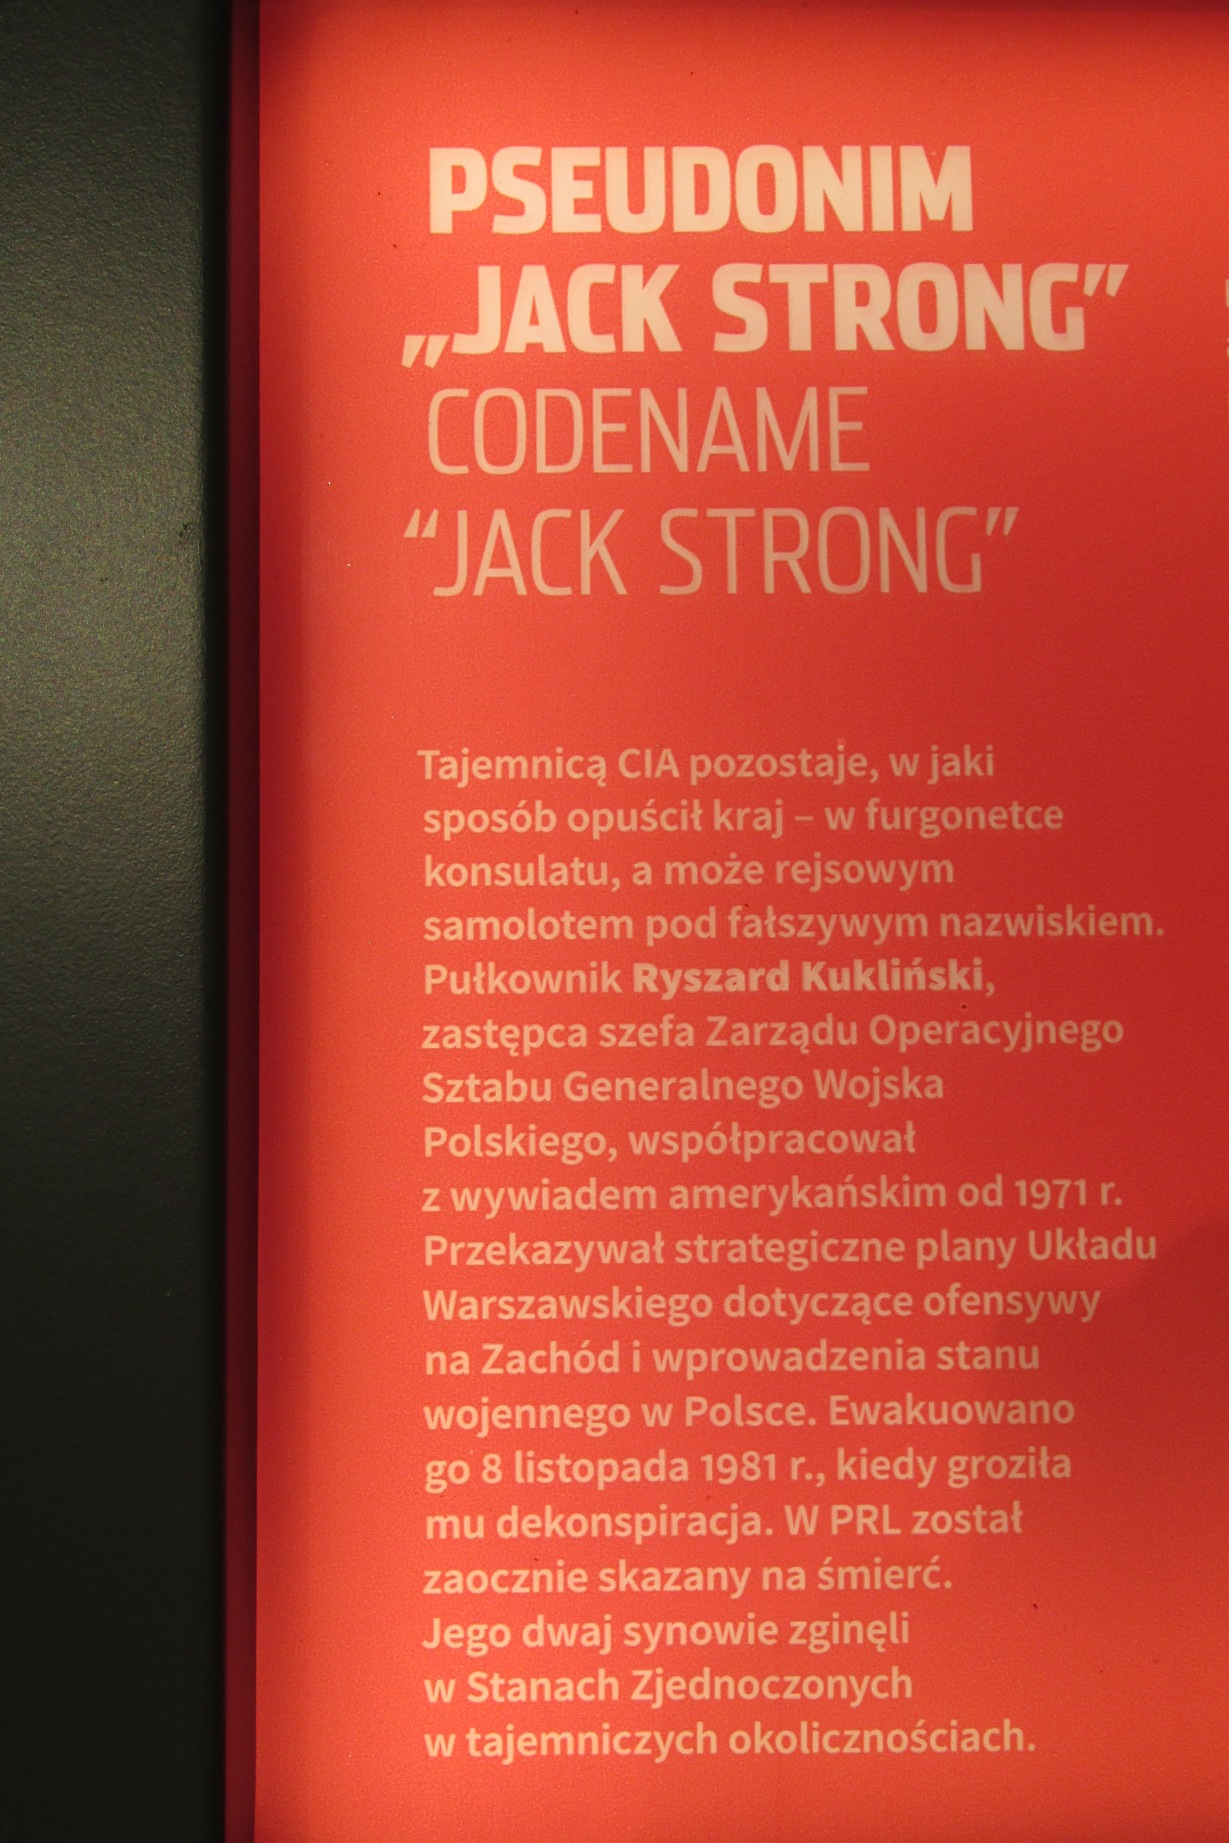 PSEUDONIM
„JACK STRONG”
CODENAME
“JACK STRONG”
Tajemnicą CIA pozostaje, w jaki
sposób opuścił kraj – w furgonetce
konsulatu, a może rejsowym
samolotem pod fałszywym nazwiskiem.
Pułkownik Ryszard Kukliński,
zastępca szefa Zarządu Operacyjnego
Sztabu Generalnego Wojska
Polskiego, współpracował
z wywiadem amerykańskim od 1971 r.
Przekazywał strategiczne plany Układu
Warszawskiego dotyczące ofensywy
na Zachód i wprowadzenia stanu
wojennego w Polsce. Ewakuowano
go 8 listopada 1981 r., kiedy groziła
mu dekonspiracja. W PRL został
zaocznie skazany na śmierć.
Jego dwaj synowie zginęli
w Stanach Zjednoczonych
w tajemniczych okolicznościach.